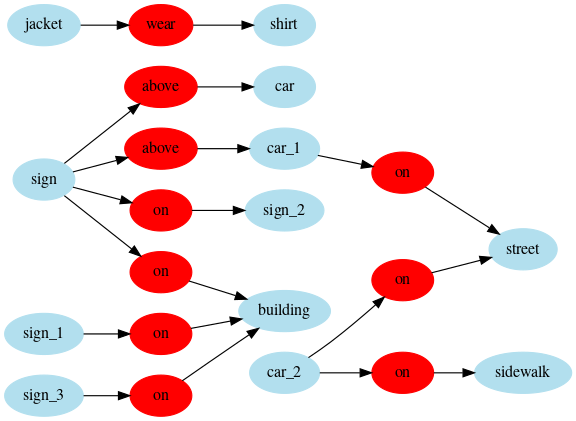 jacket wear shirt
above car
above car_1
on
sign
on sign_2
street
on
on
building
sign_1 on
car_2 on sidewalk
sign_3 on